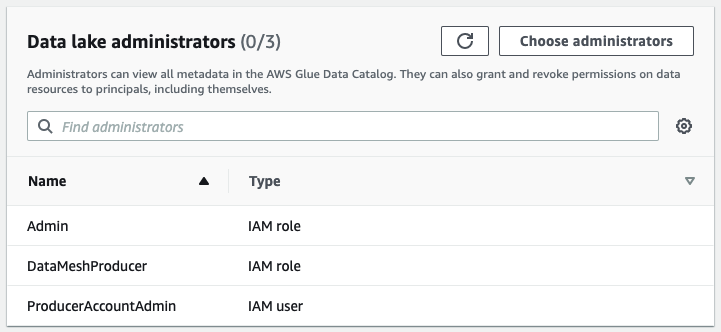 Data lake administrators (0/3)
Choose administrators
Administrators can view all metadata in the AWS Glue Data Catalog. They can also grant and revoke permissions on data
resources to principals, including themselves.
Find administrators
Name
Type
Admin
IAM role
DataMeshProducer
IAM role
ProducerAccountAdmin
IAM user